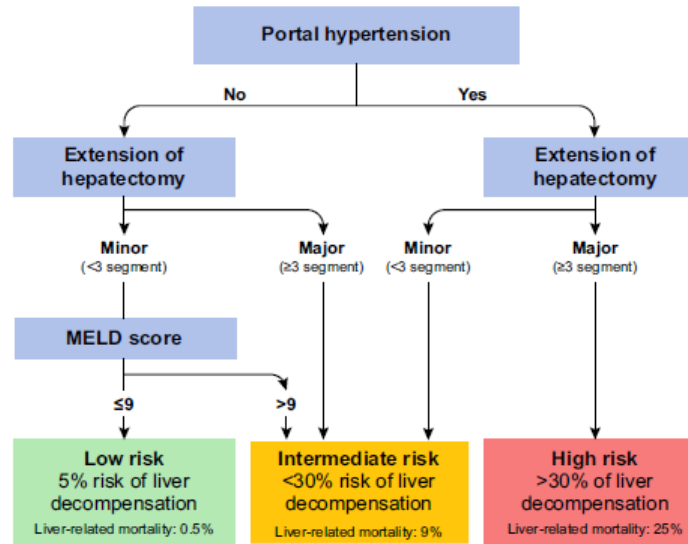 Portal hypertension
No
Yes
Extension of
hepatectomy
Extension of
hepatectomy
Minor
(<3 segment)
Major
(≥3 segment)
Minor
(<3 segment)
Major
(≥3 segment)
MELD score
≤9
>9
Low risk
5% risk of liver
decompensation
Liver-related mortality: 0.5%
Intermediate risk
<30% risk of liver
decompensation
Liver-related mortality: 9%
High risk
>30% of liver
decompensation
Liver-related mortality: 25%